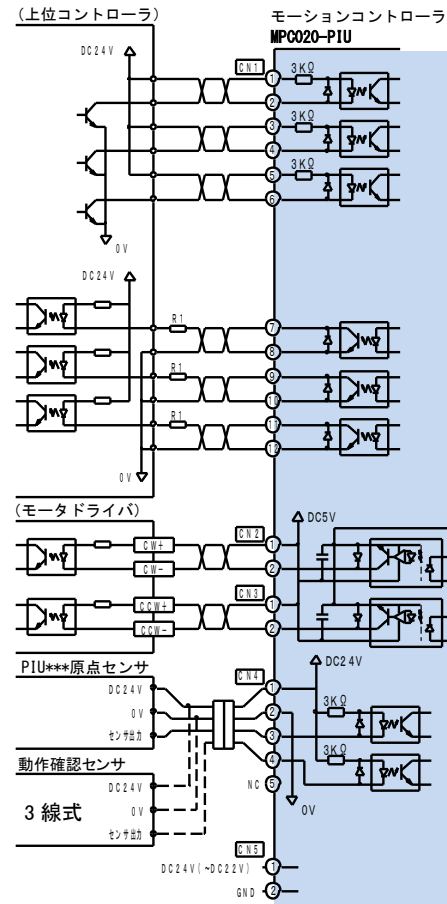 (上位コントローラ)
モーションコントローラ
MPC020-PIU
DC24V
CN1
3KΩ
1
2
3KΩ
3
4
3KΩ
5
6
0V
DC24V
R1
7
8
R1
9
10
R1
11
12
0V
(モータドライバ)
DC5V
CN2
CW+
1
CW-
2
CN3
CCW+
1
CCW-
2
PIU***原点センサ
DC24V
CN4
DC24V
1
0V
2
3KΩ
センサ出力
3
動作確認センサ
4
3KΩ
DC24V
NC
5
3線式
0V
0V
センサ出力
CN5
DC24V(~DC22V)
1
GND
2